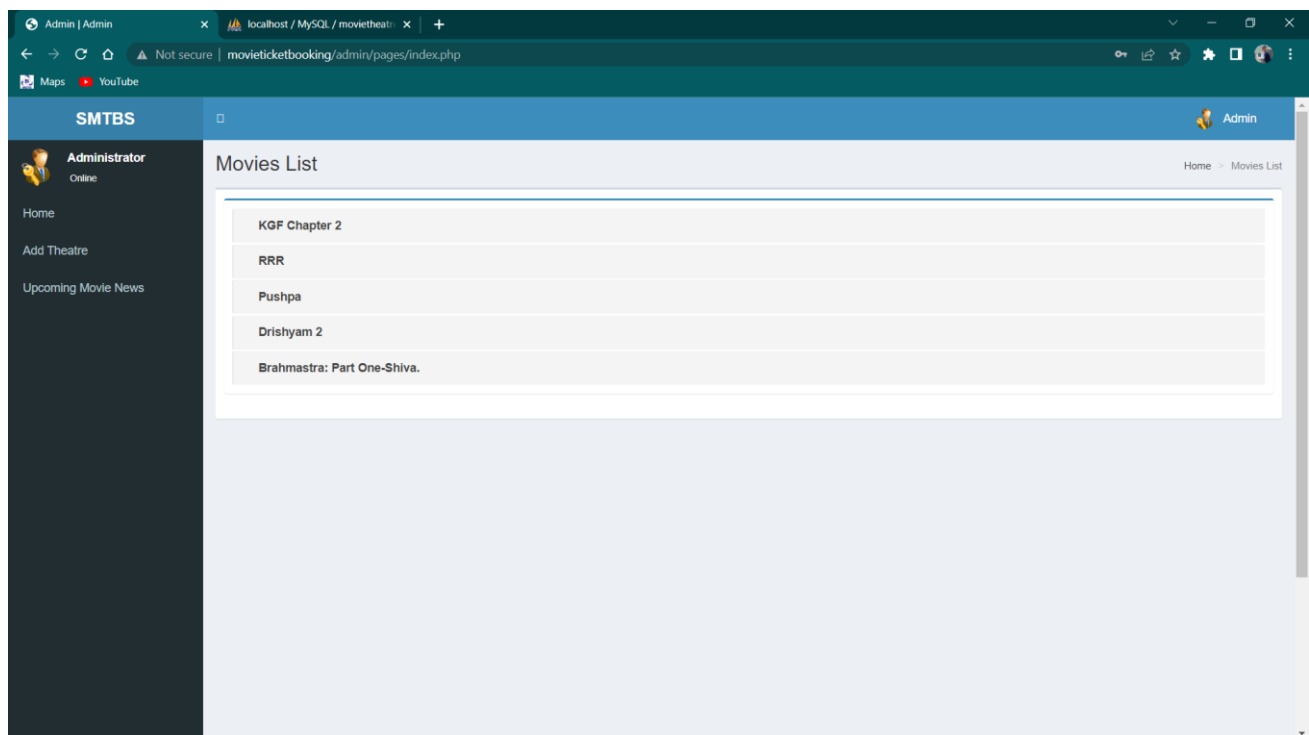 Admin | Admin
localhost / MySQL / movietheatr
Not secure | movieticketbooking/admin/pages/index.php
Maps YouTube
SMTBS
Admin
Administrator
Online
Movies List
Home > Movies List
Home
Add Theatre
Upcoming Movie News
KGF Chapter 2
RRR
Pushpa
Drishyam 2
Brahmastra: Part One-Shiva.